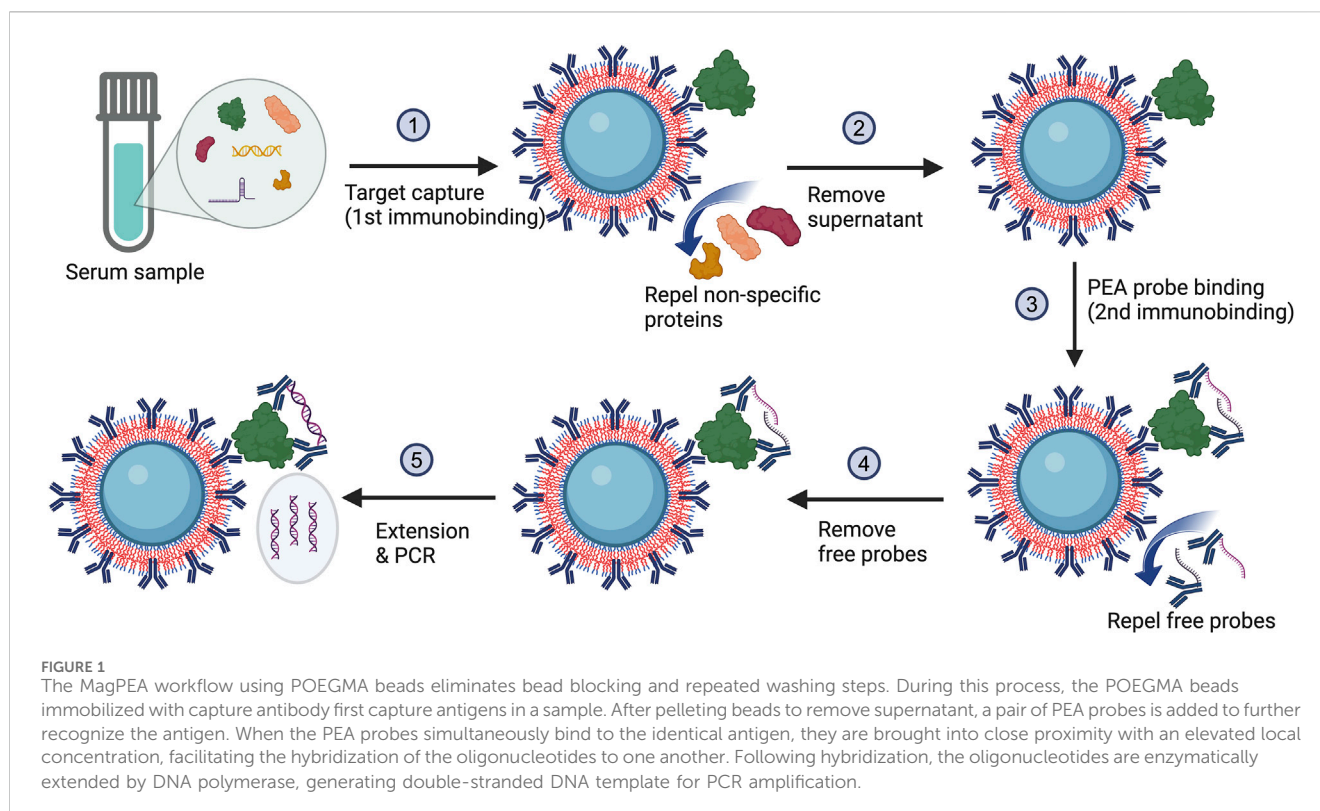 Serum sample
1
Target capture
(1st immunobinding)
Repel non-specific
proteins
2
Remove
supernatant
3
PEA probe binding
(2nd immunobinding)
Repel free probes
4
Remove
free probes
5
Extension
& PCR
FIGURE 1
The MagPEA workflow using POEGMA beads eliminates bead blocking and repeated washing steps. During this process, the POEGMA beads
immobilized with capture antibody first capture antigens in a sample. After pelleting beads to remove supernatant, a pair of PEA probes is added to further
recognize the antigen. When the PEA probes simultaneously bind to the identical antigen, they are brought into close proximity with an elevated local
concentration, facilitating the hybridization of the oligonucleotides to one another. Following hybridization, the oligonucleotides are enzymatically
extended by DNA polymerase, generating double-stranded DNA template for PCR amplification.